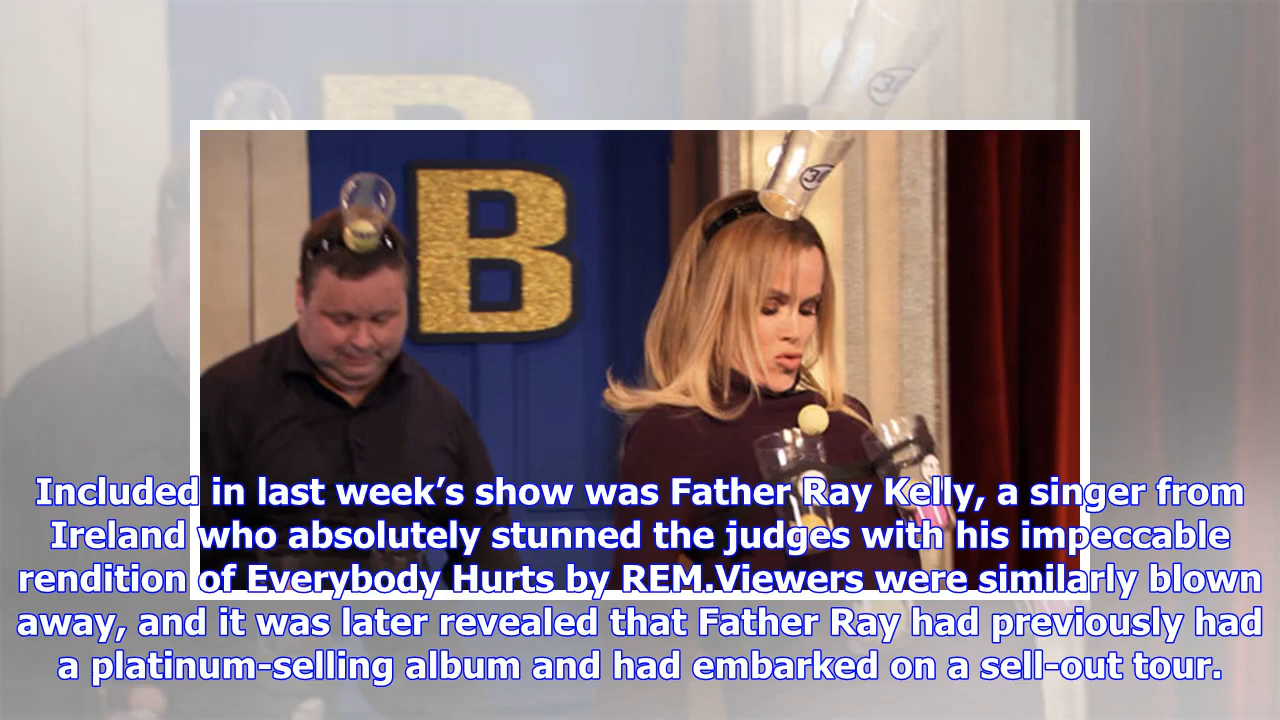 B
30
Included in last week’s show was Father Ray Kelly, a singer from
Ireland who absolutely stunned the judges with his impeccable
rendition of Everybody Hurts by REM.Viewers were similarly blown
away, and it was later revealed that Father Ray had previously had
a platinum-selling album and had embarked on a sell-out tour.